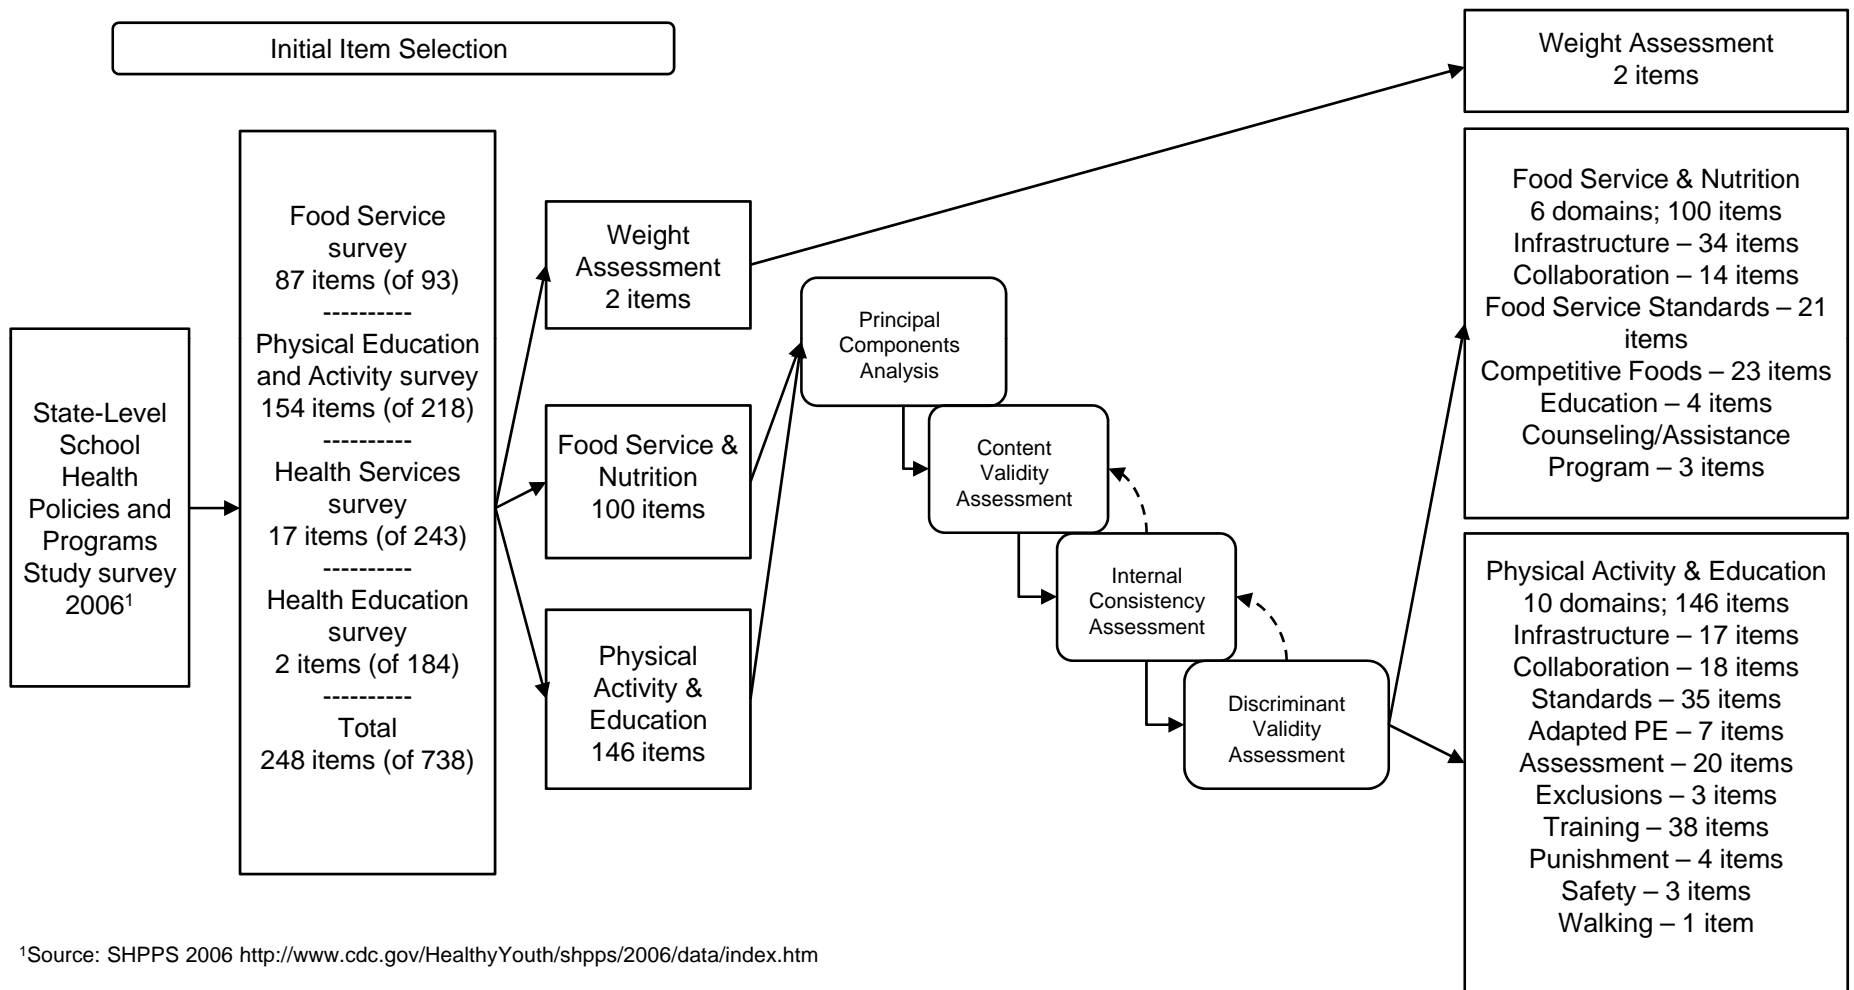 Initial Item Selection
State-Level
School
Health
Policies and
Programs
Study survey
2006¹
Food Service
survey
87 items (of 93)
----------
Physical Education
and Activity survey
154 items (of 218)
----------
Health Services
survey
17 items (of 243)
----------
Health Education
survey
2 items (of 184)
----------
Total
248 items (of 738)
Weight
Assessment
2 items
Food Service &
Nutrition
100 items
Physical
Activity &
Education
146 items
Principal
Components
Analysis
Content
Validity
Assessment
Internal
Consistency
Assessment
Discriminant
Validity
Assessment
Weight Assessment
2 items
Food Service & Nutrition
6 domains; 100 items
Infrastructure – 34 items
Collaboration – 14 items
Food Service Standards – 21
items
Competitive Foods – 23 items
Education – 4 items
Counseling/Assistance
Program – 3 items
Physical Activity & Education
10 domains; 146 items
Infrastructure – 17 items
Collaboration – 18 items
Standards – 35 items
Adapted PE – 7 items
Assessment – 20 items
Exclusions – 3 items
Training – 38 items
Punishment – 4 items
Safety – 3 items
Walking – 1 item
¹Source: SHPPS 2006 http://www.cdc.gov/HealthyYouth/shpps/2006/data/index.htm